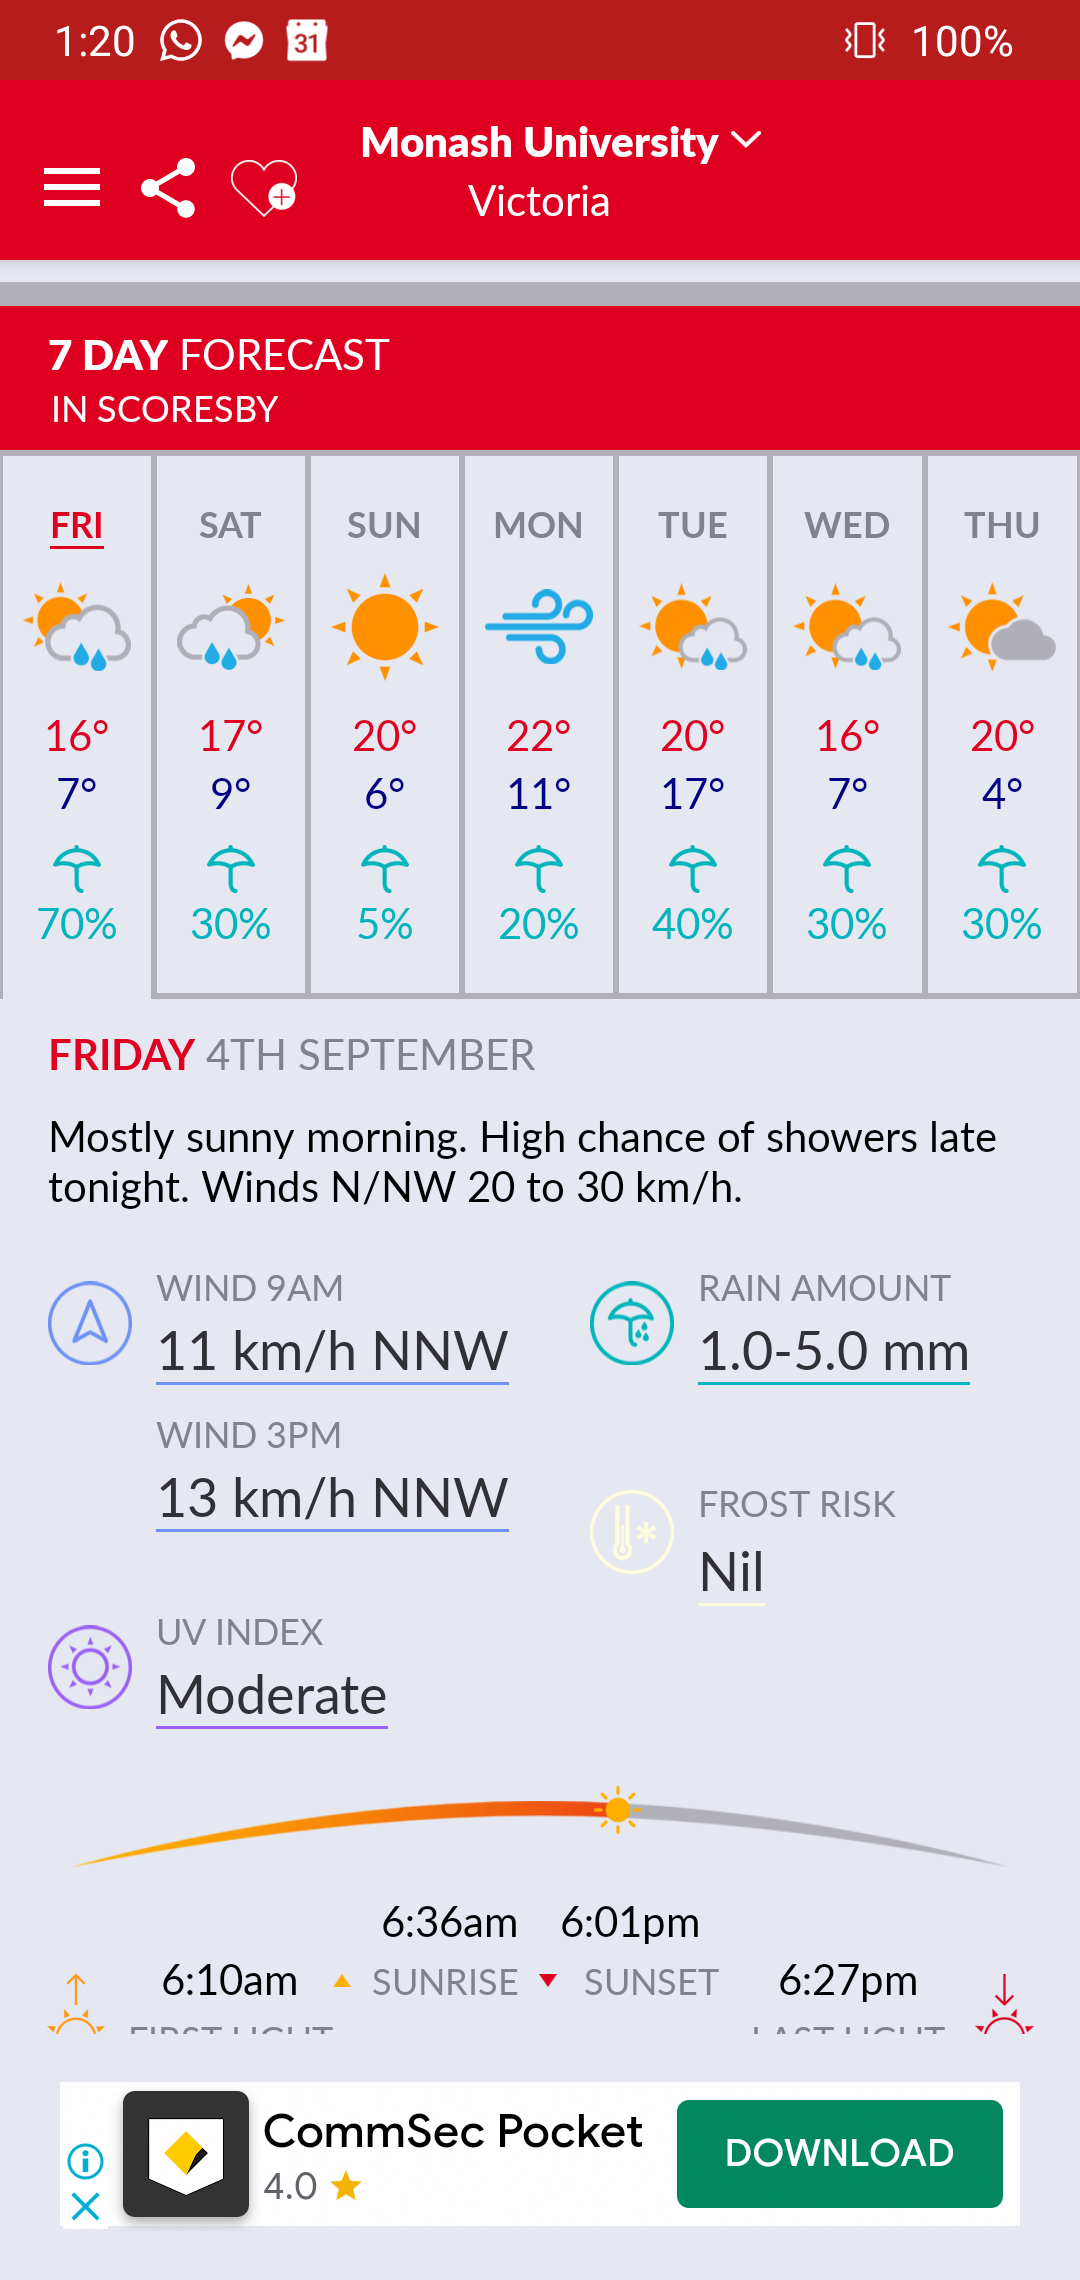 1:20 31 100%
Monash University
Victoria
7 DAY FORECAST
IN SCORESBY
FRI SAT SUN MON TUE WED THU
16° 17° 20° 22° 20° 16° 20°
7° 9° 6° 11° 17° 7° 4°
70% 30% 5% 20% 40% 30% 30%
FRIDAY 4TH SEPTEMBER
Mostly sunny morning. High chance of showers late
tonight. Winds N/NW 20 to 30 km/h.
WIND 9AM
11 km/h NNW
RAIN AMOUNT
1.0-5.0 mm
WIND 3PM
13 km/h NNW
FROST RISK
Nil
UV INDEX
Moderate
6:36am 6:01pm
6:10am SUNRISE SUNSET 6:27pm
FIRST LIGHT LAST LIGHT
CommSec Pocket
4.0
DOWNLOAD